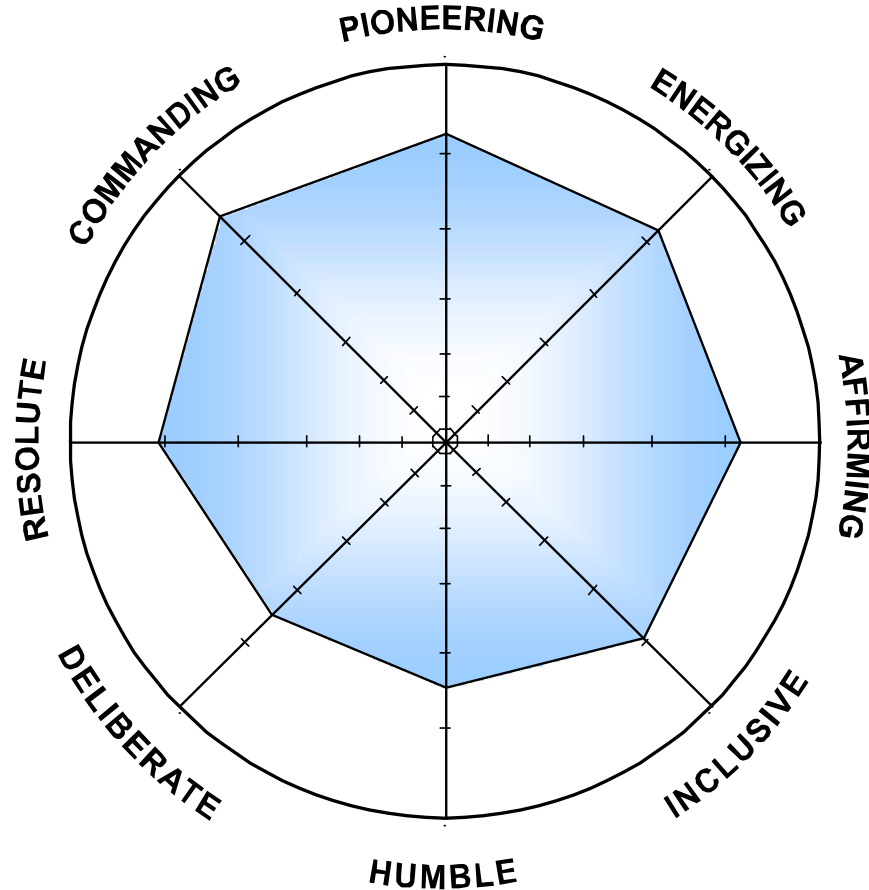 PIONEERING
ENERGIZING
AFFIRMING
INCLUSIVE
HUMBLE
DELIBERATE
RESOLUTE
COMMANDING